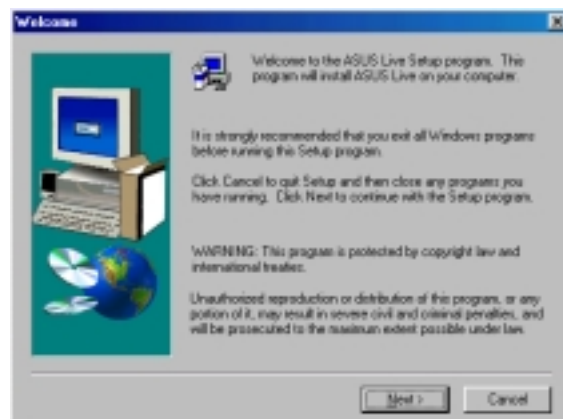 Welcome
Welcome to the ASUS Live Setup program. This
program will install ASUS Live on your computer.
It is strongly recommended that you exit all Windows programs
before running this Setup program.
Click Cancel to quit Setup and then close any programs you
have running. Click Next to continue with the Setup program.
WARNING: This program is protected by copyright law and
international treaties.
Unauthorized reproduction or distribution of this program, or any
portion of it, may result in severe civil and criminal penalties, and
will be prosecuted to the maximum extent possible under law.
Next >
Cancel